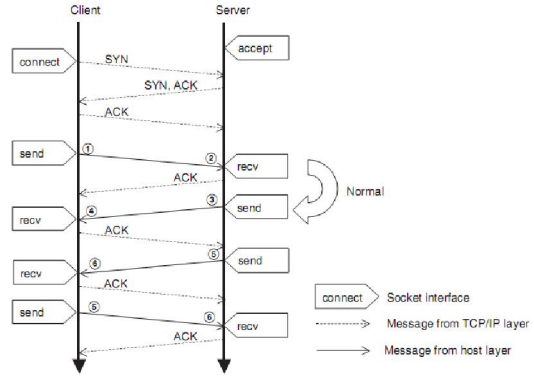 Client Server
accept
connect SYN
SYN, ACK
ACK
send ① ② recv
ACK
Normal
③ send
recv ④
ACK
⑤ send
recv ⑥
ACK
send ⑤ ⑥ recv
ACK
connect Socket interface
Message from TCP/IP layer
Message from host layer